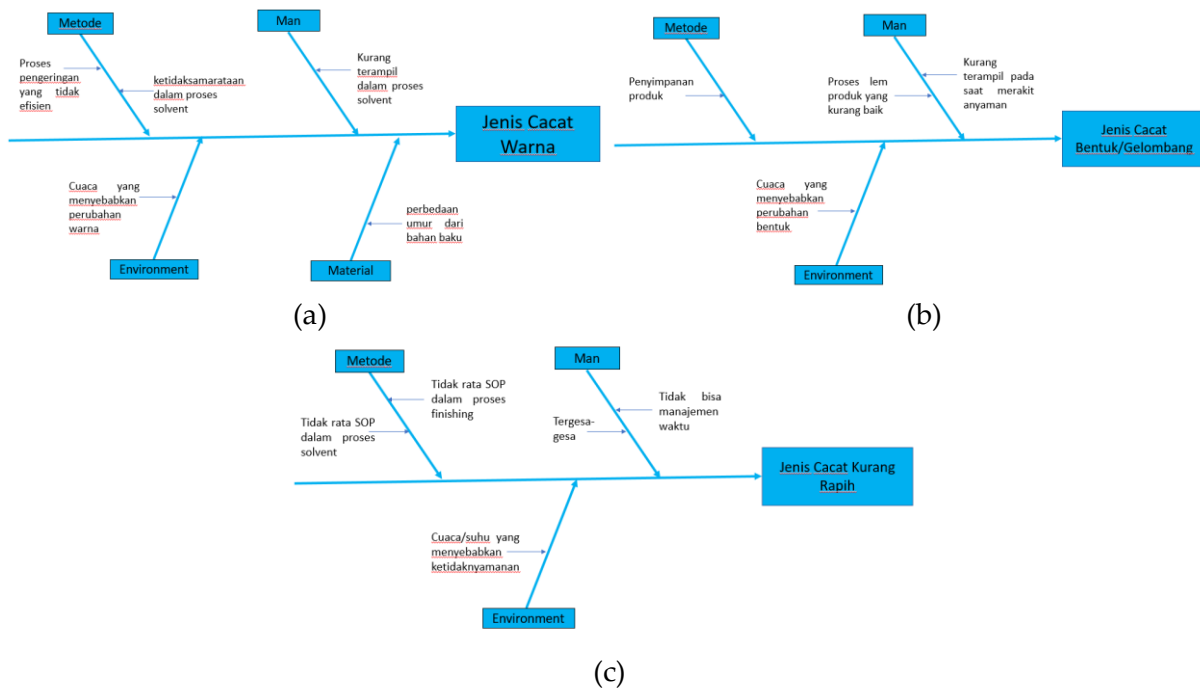 Metode
Man
Proses
pengeringan
yang tidak
efisien
ketidaksamarataan
dalam proses
solvent
Kurang
terampil
dalam proses
solvent
Jenis Cacat
Warna
Cuaca yang
menyebabkan
perubahan
warna
perbedaan
umur dari
bahan baku
Environment
Material
(a)
Metode
Man
Penyimpanan
produk
Proses lem
produk yang
kurang baik
Kurang
terampil pada
saat merakit
anyaman
Jenis Cacat
Bentuk/Gelombang
Cuaca yang
menyebabkan
perubahan
bentuk
Environment
(b)
Metode
Man
Tidak rata SOP
dalam proses
finishing
Tidak rata SOP
dalam proses
solvent
Tergesa-
gesa
Tidak bisa
manajemen
waktu
Jenis Cacat Kurang
Rapih
Cuaca/suhu yang
menyebabkan
ketidaknyamanan
Environment
(c)